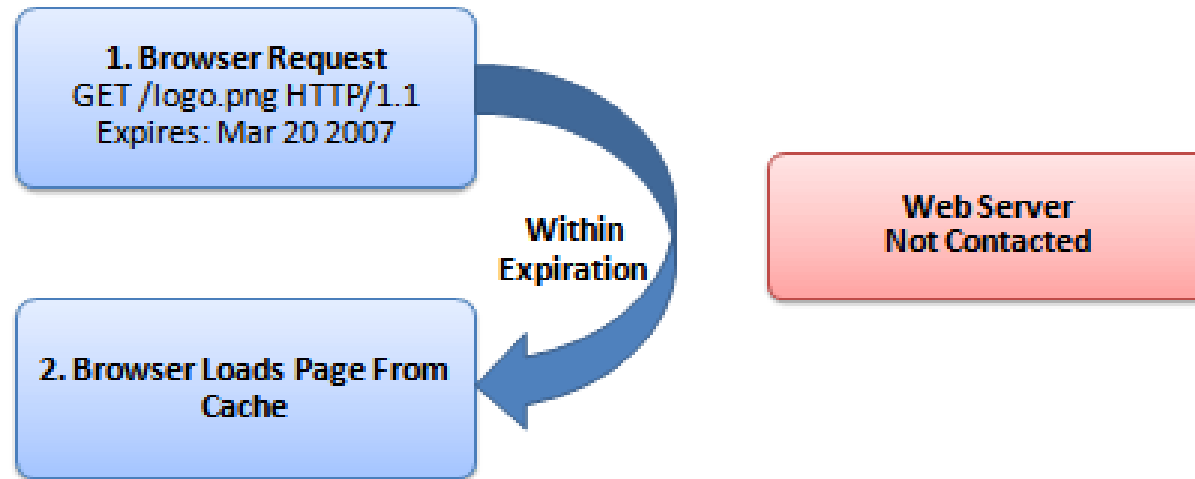 1. Browser Request
GET /logo.png HTTP/1.1
Expires: Mar 20 2007
Within
Expiration
Web Server
Not Contacted
2. Browser Loads Page From
Cache